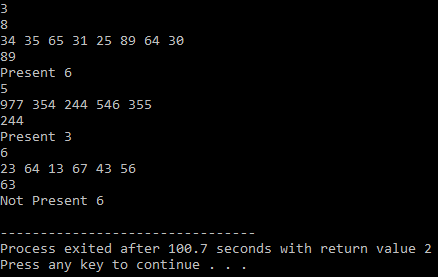 3
8
34 35 65 31 25 89 64 30
89
Present 6
5
977 354 244 546 355
244
Present 3
6
23 64 13 67 43 56
63
Not Present 6
--------------------------------
Process exited after 100.7 seconds with return value 2
Press any key to continue . . .